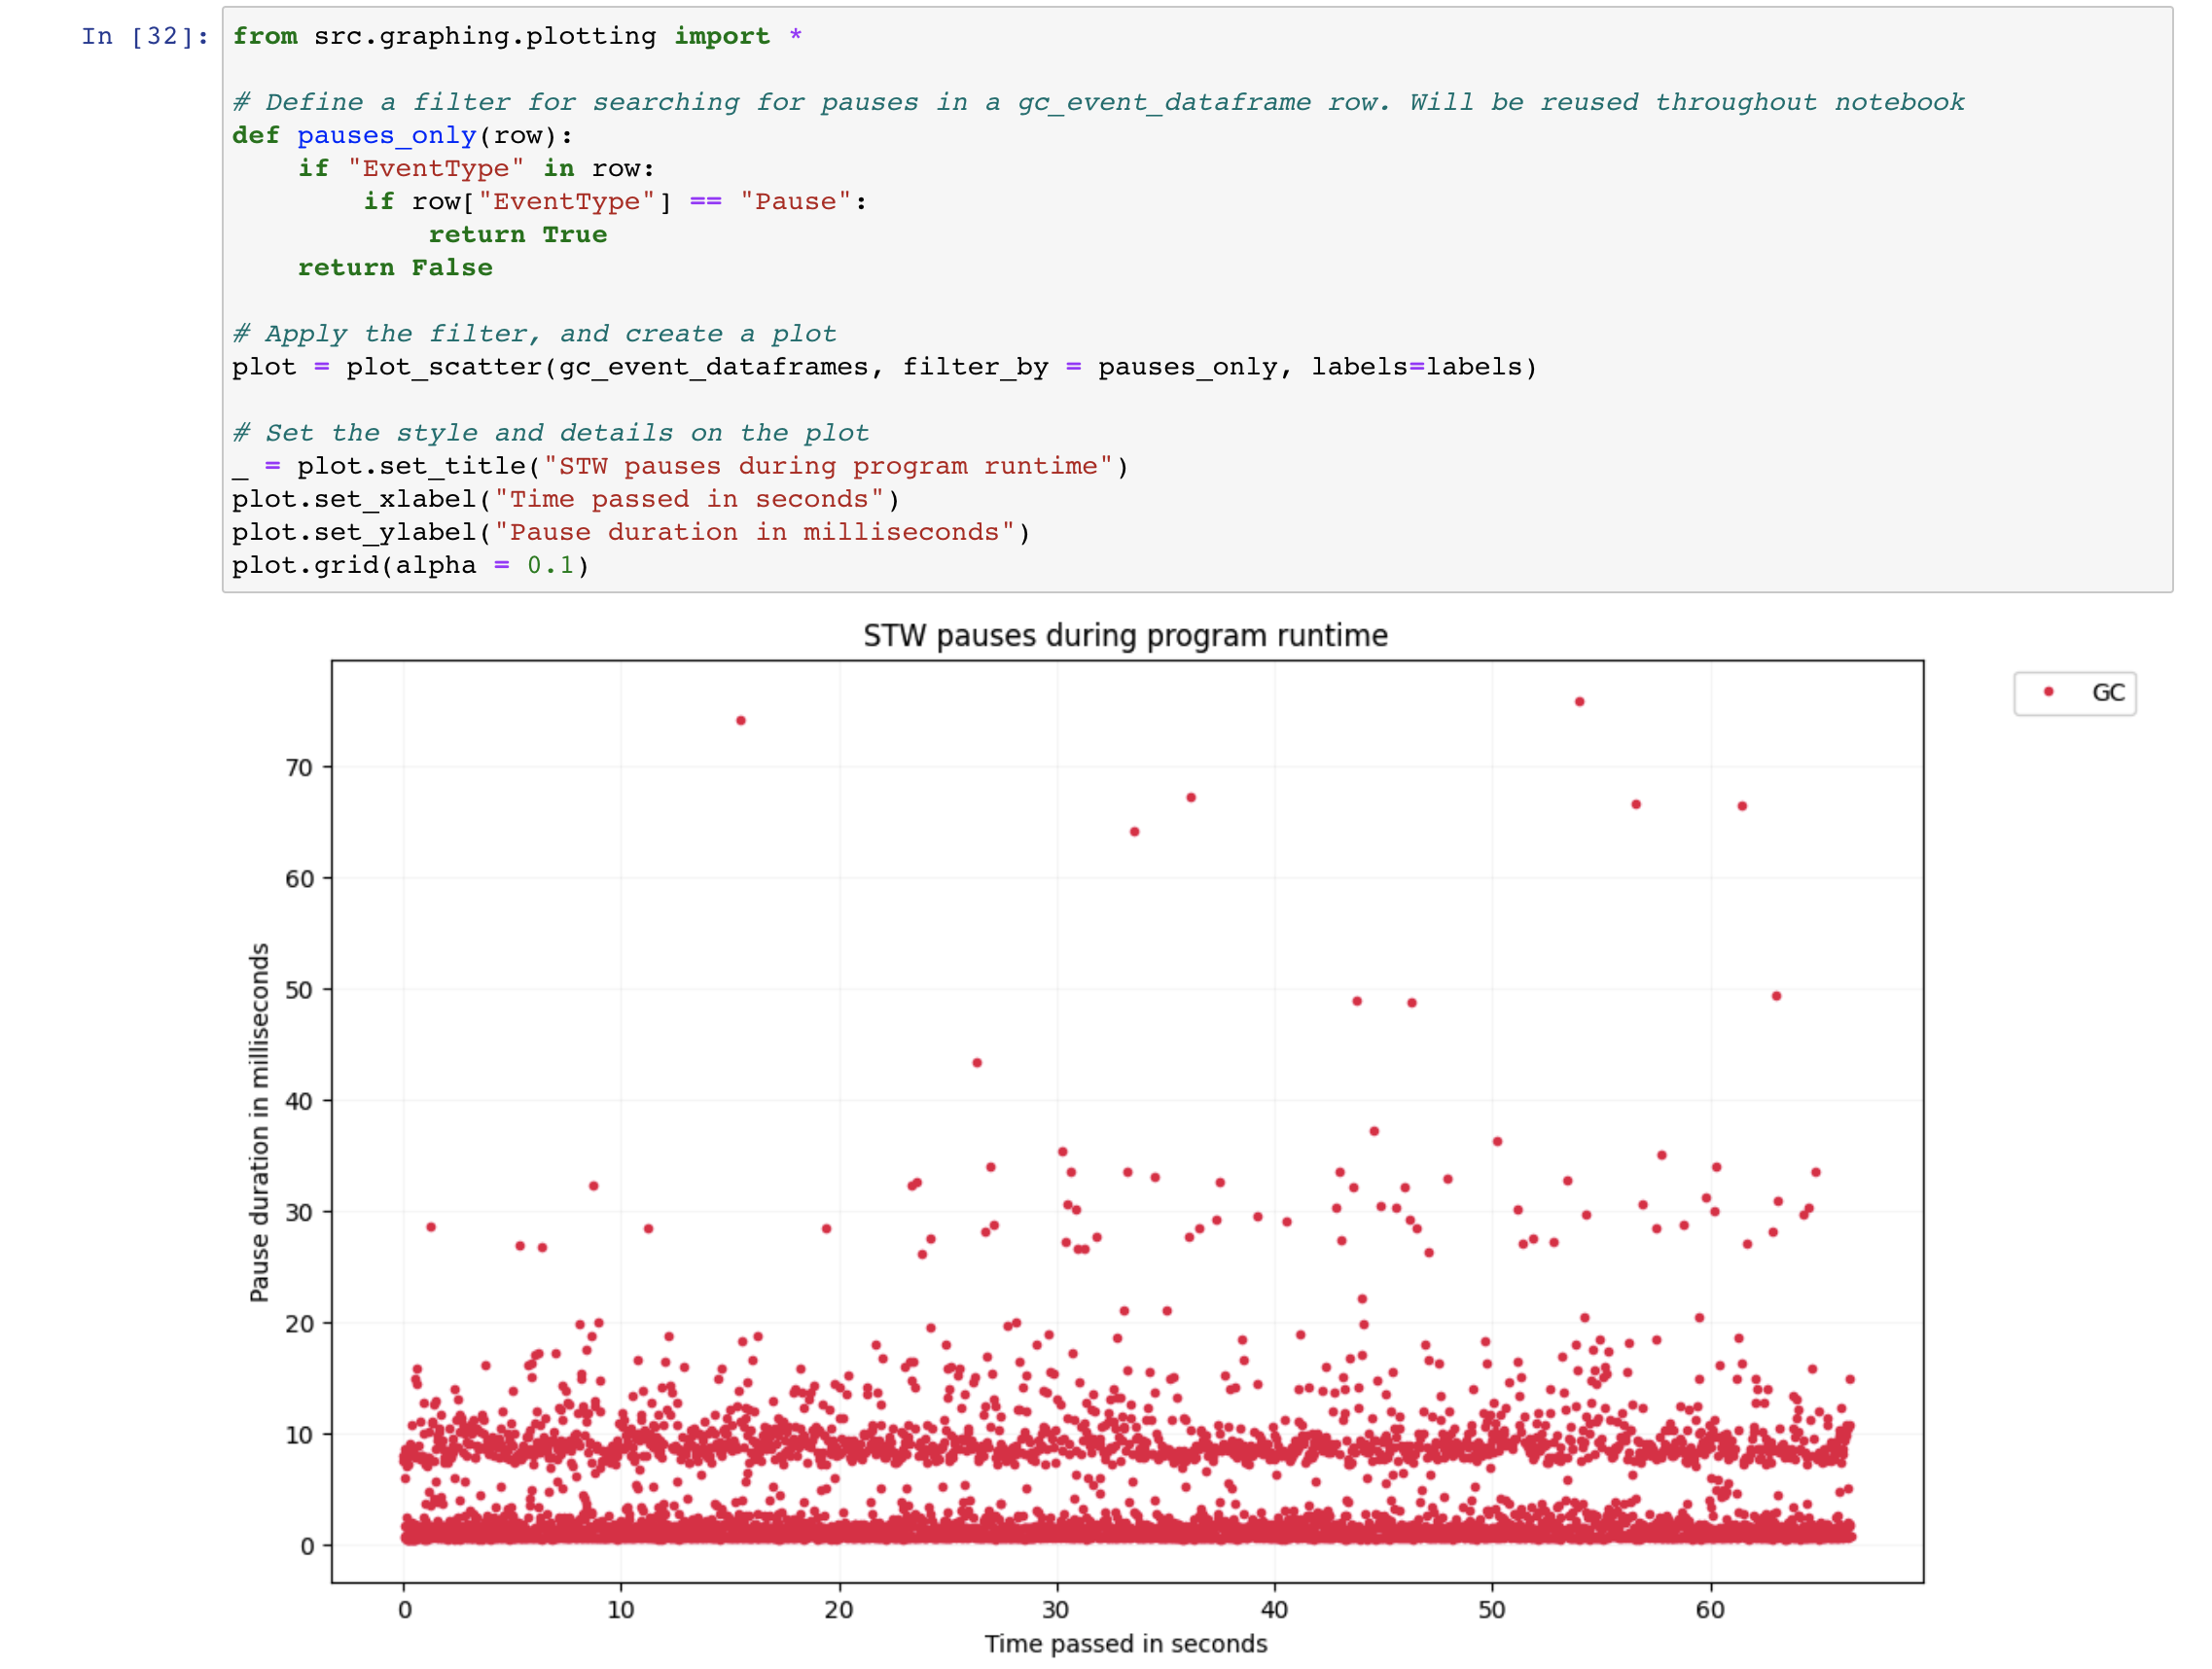 In [32]:
from src.graphing.plotting import *
# Define a filter for searching for pauses in a gc_event_dataframe row. Will be reused throughout notebook
def pauses_only(row):
    if "EventType" in row:
        if row["EventType"] == "Pause":
            return True
    return False
# Apply the filter, and create a plot
plot = plot_scatter(gc_event_dataframes, filter_by = pauses_only, labels=labels)
# Set the style and details on the plot
_ = plot.set_title("STW pauses during program runtime")
plot.set_xlabel("Time passed in seconds")
plot.set_ylabel("Pause duration in milliseconds")
plot.grid(alpha = 0.1)
STW pauses during program runtime
GC
Pause duration in milliseconds
70
60
50
40
30
20
10
0
0 10 20 30 40 50 60
Time passed in seconds